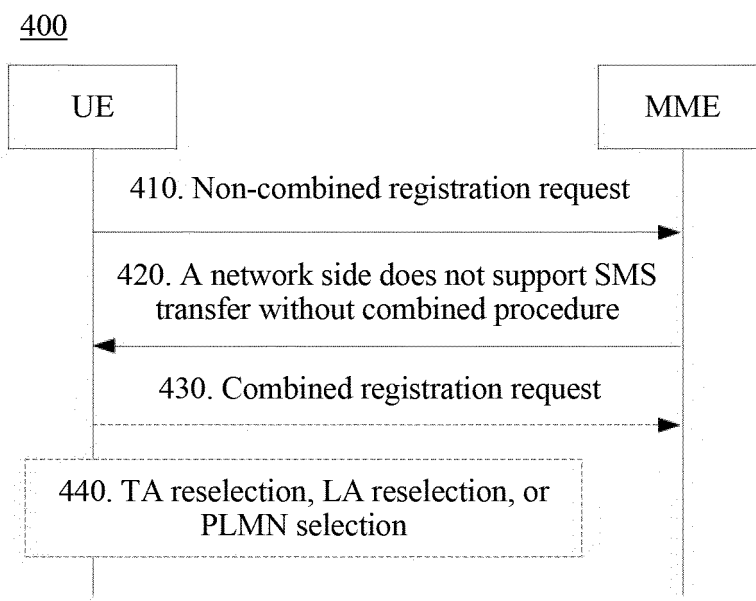 400
UE
MME
410. Non-combined registration request
420. A network side does not support SMS
transfer without combined procedure
430. Combined registration request
440. TA reselection, LA reselection, or
PLMN selection